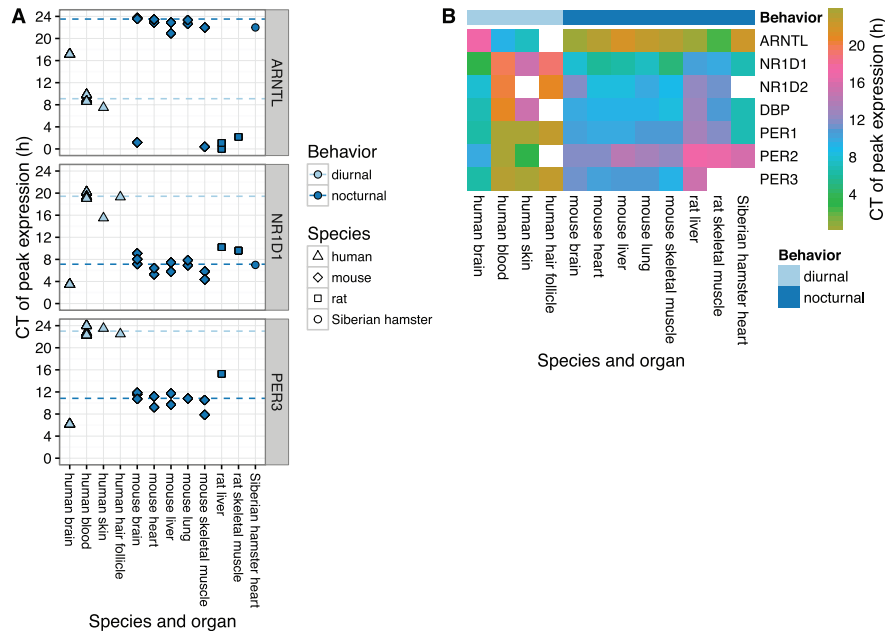 A
CT of peak expression (h)
24
20
16
12
8
4
0
ARNTL
24
20
16
12
8
4
0
NR1D1
24
20
16
12
8
4
0
PER3
human brain
human blood
human skin
human hair follicle
mouse brain
mouse heart
mouse liver
mouse lung
mouse skeletal muscle
rat liver
rat skeletal muscle
Siberian hamster heart
Species and organ
Behavior
diurnal
nocturnal
Species
human
mouse
rat
Siberian hamster
B
Behavior
ARNTL
NR1D1
NR1D2
DBP
PER1
PER2
PER3
human brain
human blood
human skin
human hair follicle
mouse brain
mouse heart
mouse liver
mouse lung
mouse skeletal muscle
rat liver
rat skeletal muscle
Siberian hamster heart
Species and organ
20
16
12
8
4
CT of peak expression (h)
Behavior
diurnal
nocturnal